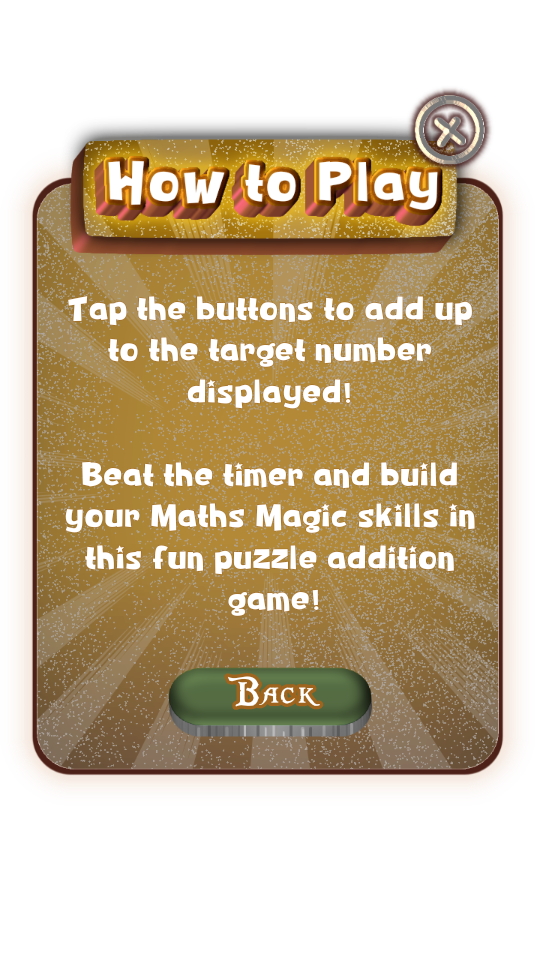 How to Play
Tap the buttons to add up
to the target number
displayed!
Beat the timer and build
your Maths Magic skills in
this fun puzzle addition
game!
Back